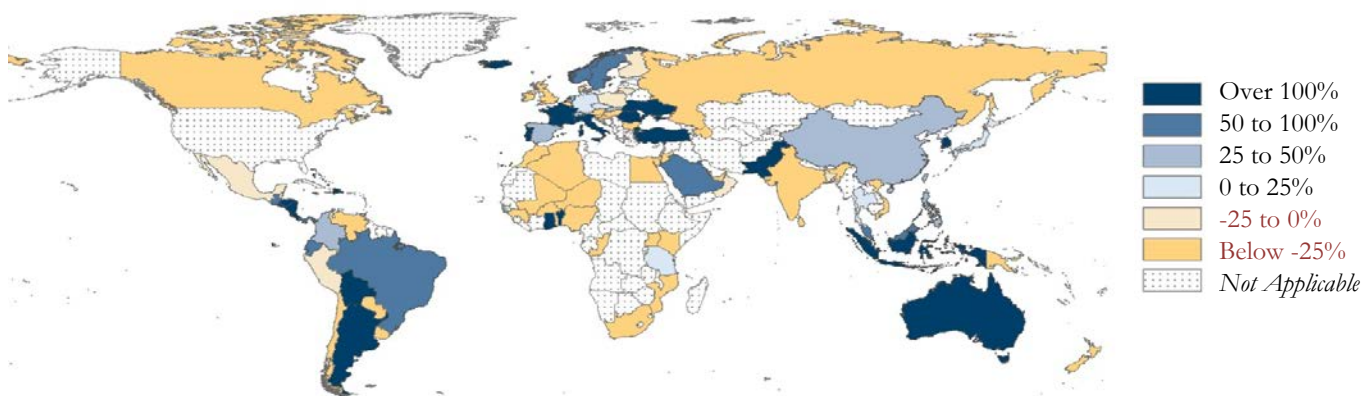 Over 100%
50 to 100%
25 to 50%
0 to 25%
-25 to 0%
Below -25%
Not Applicable